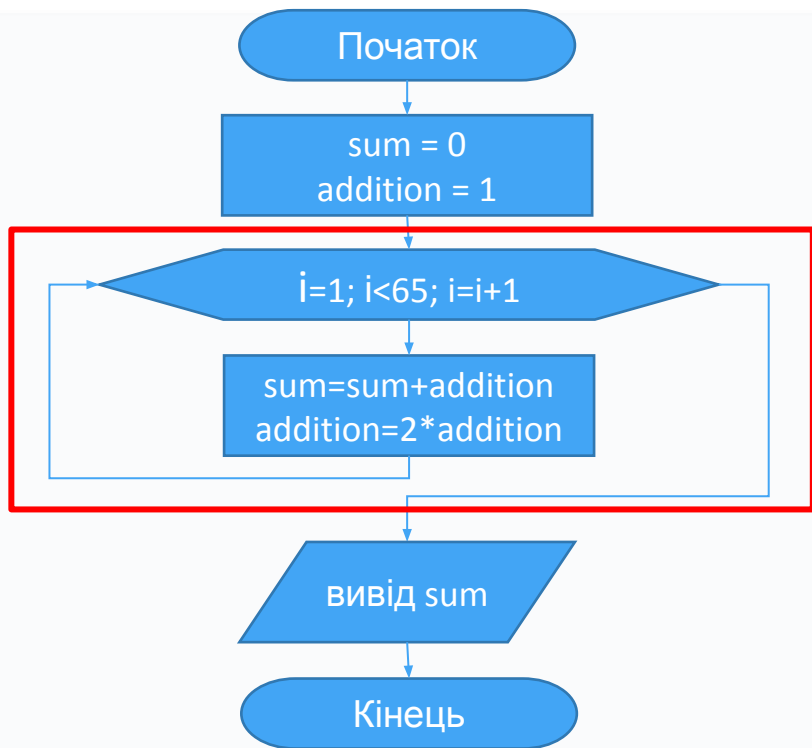 Початок
sum = 0
addition = 1
i=1; i<65; i=i+1
sum=sum+addition
addition=2*addition
вивід sum
Кінець